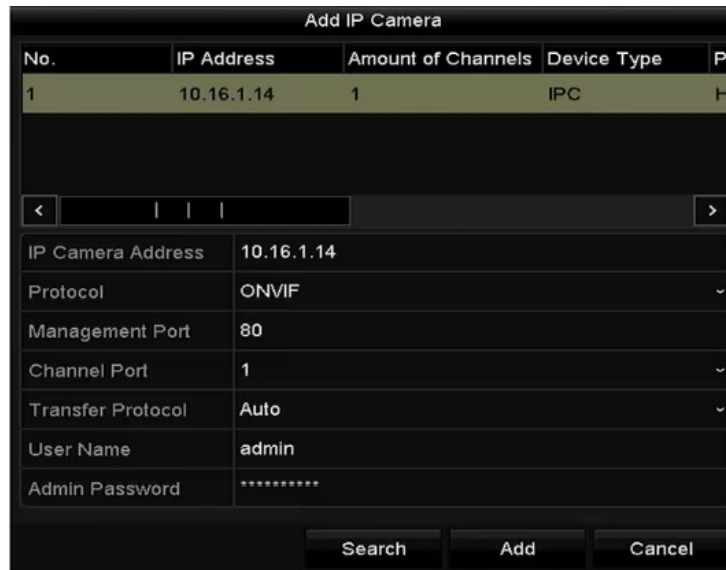 Add IP Camera
No. IP Address Amount of Channels Device Type P
1 10.16.1.14 1 IPC H
IP Camera Address 10.16.1.14
Protocol ONVIF
Management Port 80
Channel Port 1
Transfer Protocol Auto
User Name admin
Admin Password **********
Search Add Cancel